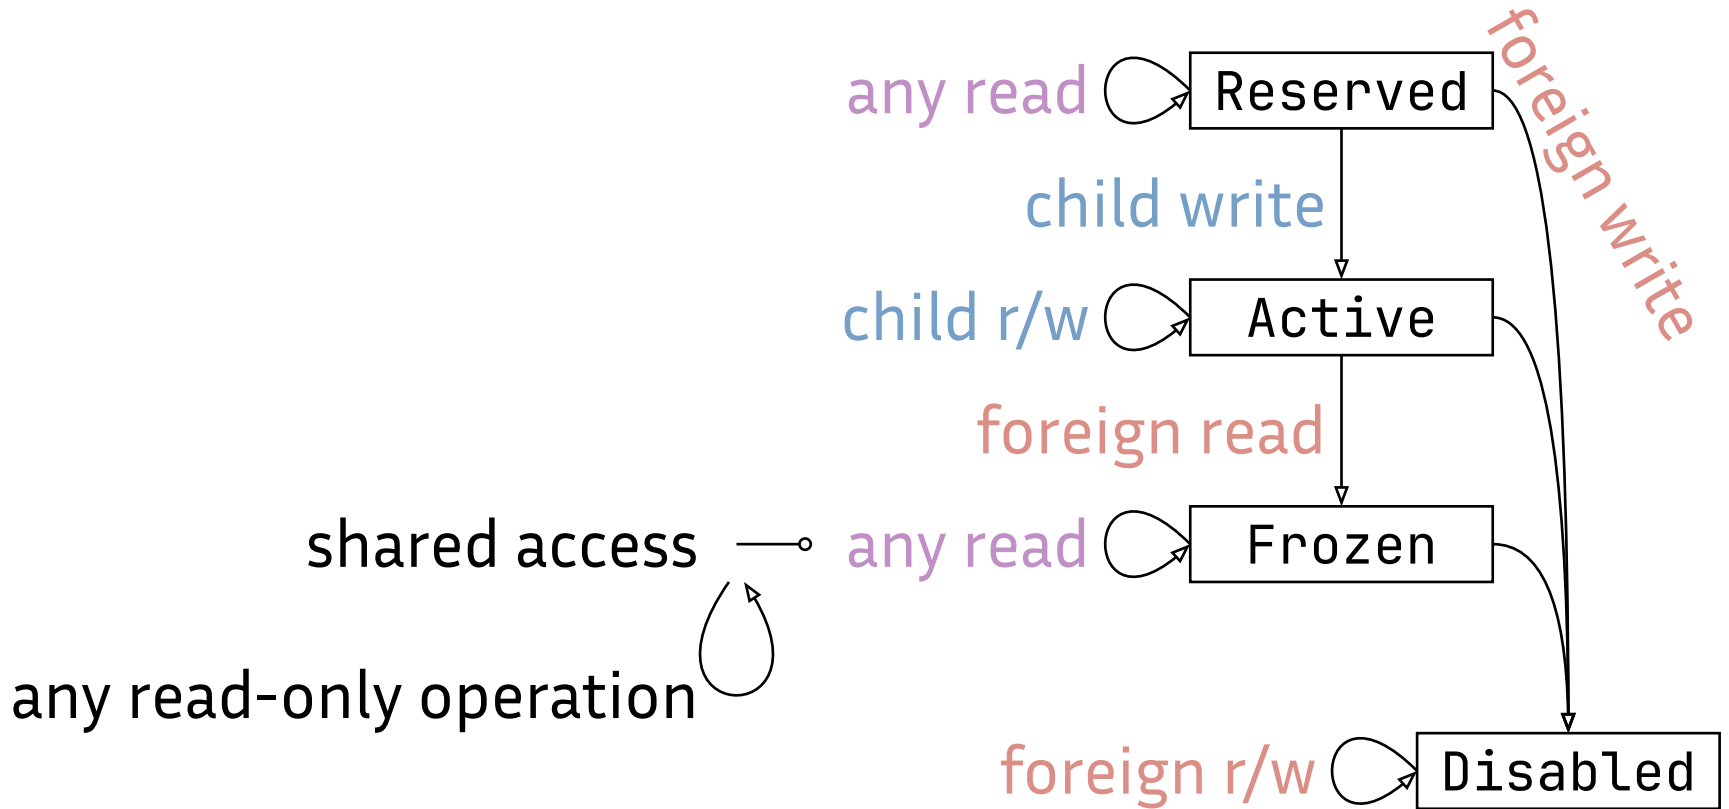 any read
Reserved
foreign write
child write
child r/w
Active
foreign read
shared access
any read
Frozen
any read-only operation
foreign r/w
Disabled